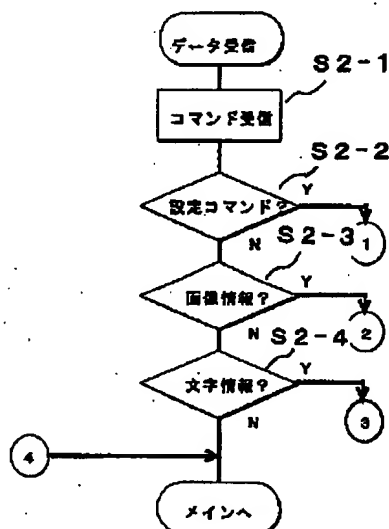 データ受信
S2-1
コマンド受信
S2-2
設定コマンド?
Y
N
S2-3
1
画像情報?
Y
N
2
S2-4
文字情報?
Y
N
3
4
メインへ